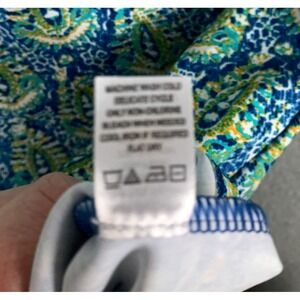 MACHINE WASH COLD
DELICATE CYCLE
ONLY NON-CHLORINE
BLEACH WHEN NEEDED
COOL IRON IF REQUIRED
FLAT DRY